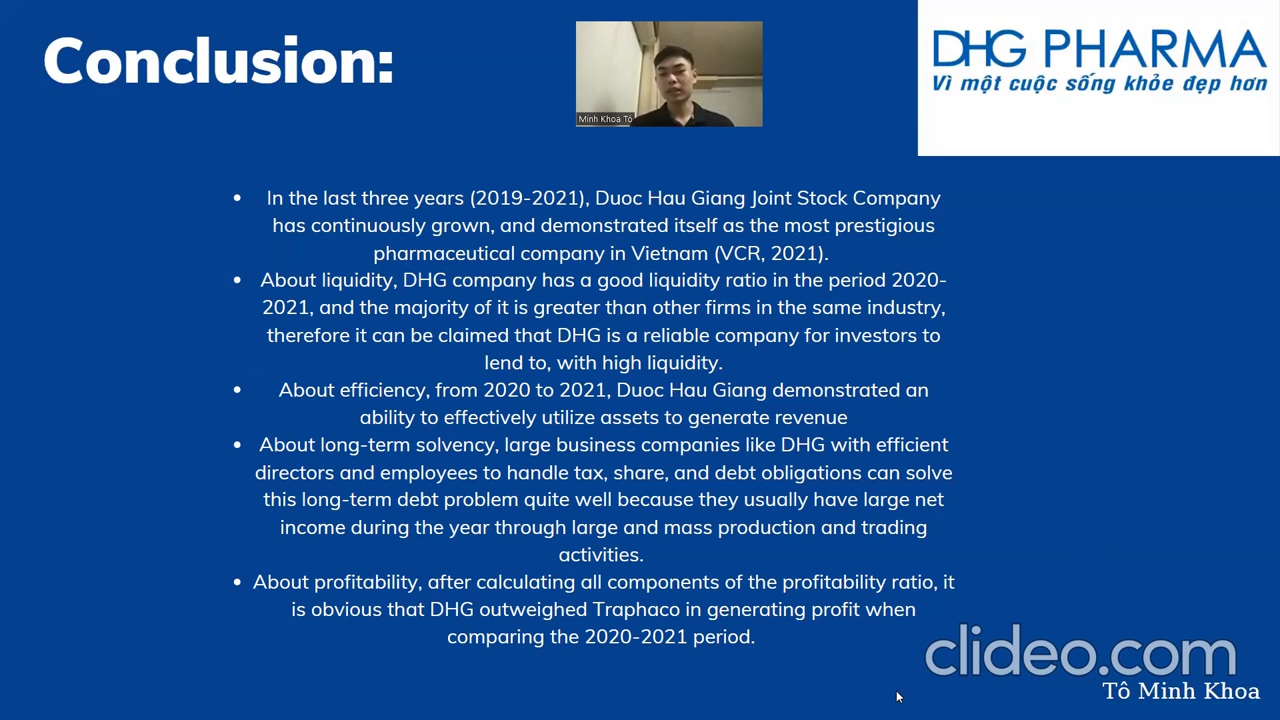 Conclusion:
DHG PHARMA
Vì một cuộc sống khỏe đẹp hơn
Minh Khoa Tô
• In the last three years (2019-2021), Duoc Hau Giang Joint Stock Company
has continuously grown, and demonstrated itself as the most prestigious
pharmaceutical company in Vietnam (VCR, 2021).
• About liquidity, DHG company has a good liquidity ratio in the period 2020-
2021, and the majority of it is greater than other firms in the same industry,
therefore it can be claimed that DHG is a reliable company for investors to
lend to, with high liquidity.
• About efficiency, from 2020 to 2021, Duoc Hau Giang demonstrated an
ability to effectively utilize assets to generate revenue
• About long-term solvency, large business companies like DHG with efficient
directors and employees to handle tax, share, and debt obligations can solve
this long-term debt problem quite well because they usually have large net
income during the year through large and mass production and trading
activities.
• About profitability, after calculating all components of the profitability ratio, it
is obvious that DHG outweighed Traphaco in generating profit when
comparing the 2020-2021 period.
clideo.com
Tô Minh Khoa